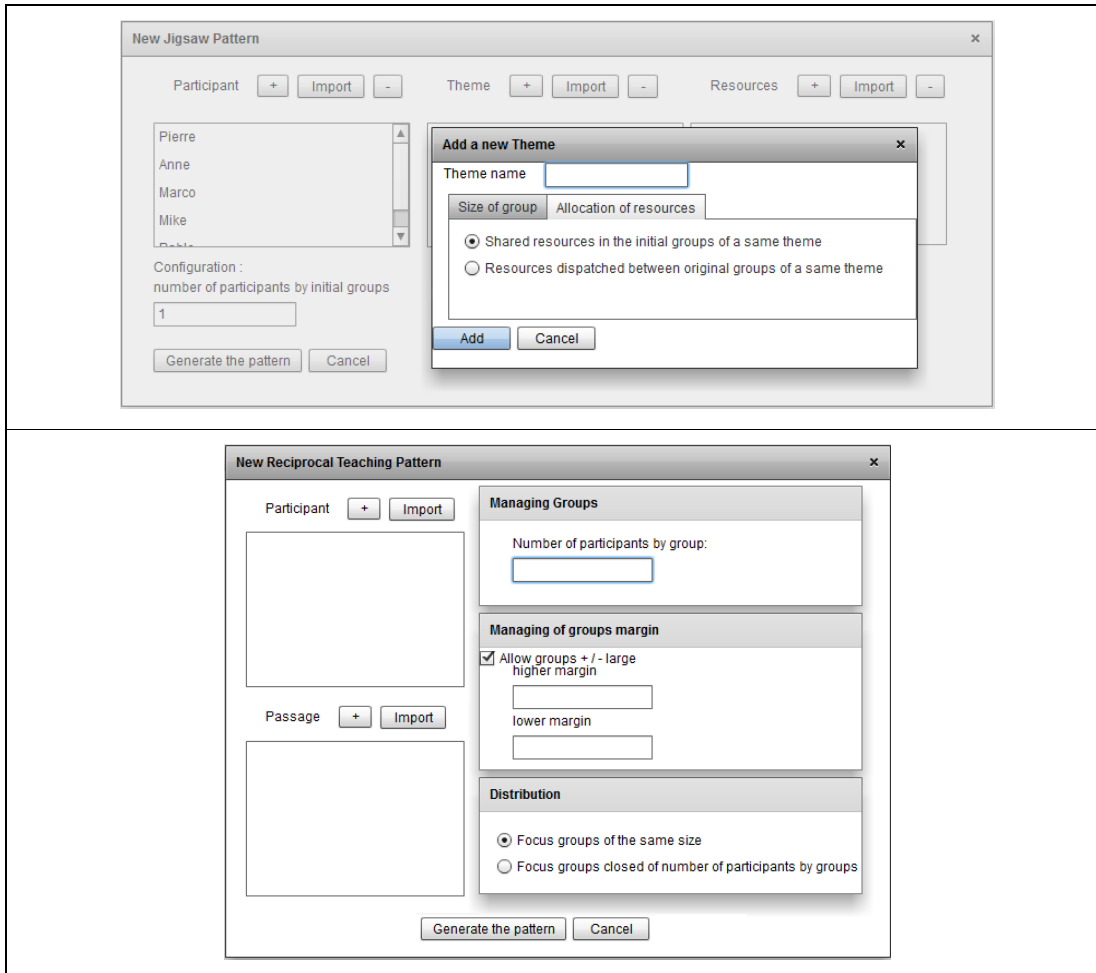 New Jigsaw Pattern ×
Participant + Import - Theme + Import - Resources + Import -
Pierre
Anne
Marco
Mike
Configuration :
number of participants by initial groups
1
Generate the pattern Cancel
Add a new Theme ×
Theme name
Size of group Allocation of resources
Shared resources in the initial groups of a same theme
Resources dispatched between original groups of a same theme
Add Cancel
New Reciprocal Teaching Pattern ×
Participant + Import
Passage + Import
Managing Groups
Number of participants by group:
Managing of groups margin
Allow groups + / - large
higher margin
lower margin
Distribution
Focus groups of the same size
Focus groups closed of number of participants by groups
Generate the pattern Cancel